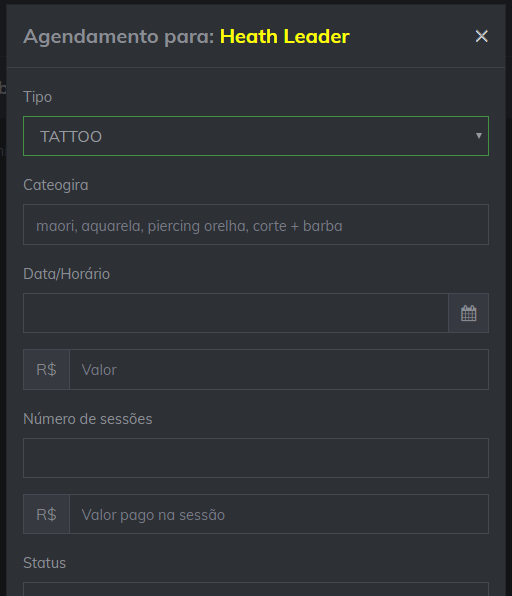 Agendamento para: Heath Leader
Tipo
TATTOO
Cateogira
maori, aquarela, piercing orelha, corte + barba
Data/Horário
R$ Valor
Número de sessões
R$ Valor pago na sessão
Status